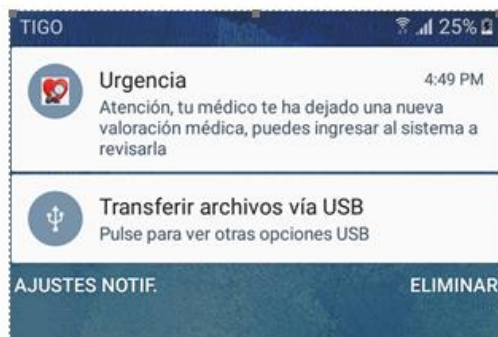 TIGO 25%
Urgencia 4:49 PM
Atención, tu médico te ha dejado una nueva
valoración médica, puedes ingresar al sistema a
revisarla
Transferir archivos vía USB
Pulse para ver otras opciones USB
AJUSTES NOTIF. ELIMINAR